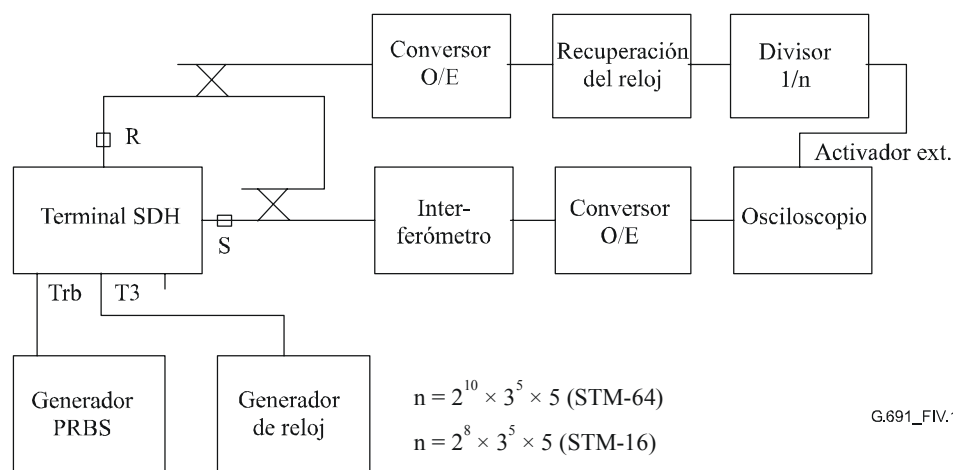 Conversor
O/E
Recuperación
del reloj
Divisor
1/n
R
Activador ext.
Terminal SDH
S
Inter-
ferómetro
Conversor
O/E
Osciloscopio
Trb
T3
Generador
PRBS
Generador
de reloj
n = 2^10 × 3^5 × 5 (STM-64)
n = 2^8 × 3^5 × 5 (STM-16)
G.691_FIV.1